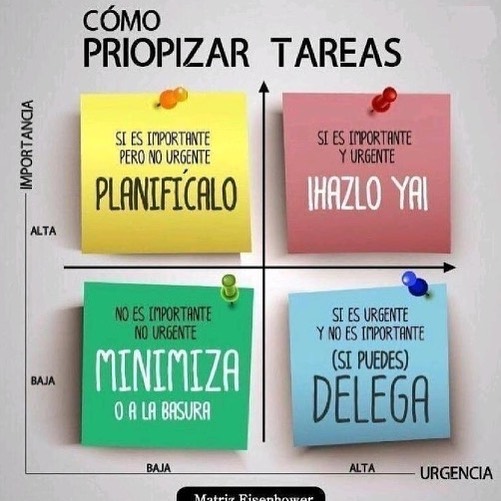 CÓMO
PRIOPIZAR TAREAS
IMPORTANCIA
SI ES IMPORTANTE
PERO NO URGENTE
PLANIFÍCALO
SI ES IMPORTANTE
Y URGENTE
¡HAZLO YA!
ALTA
NO ES IMPORTANTE
NO URGENTE
MINIMIZA
O A LA BASURA
SI ES URGENTE
Y NO ES IMPORTANTE
(SI PUEDES)
DELEGA
BAJA
BAJA
ALTA
URGENCIA
Matriz Eisenhower